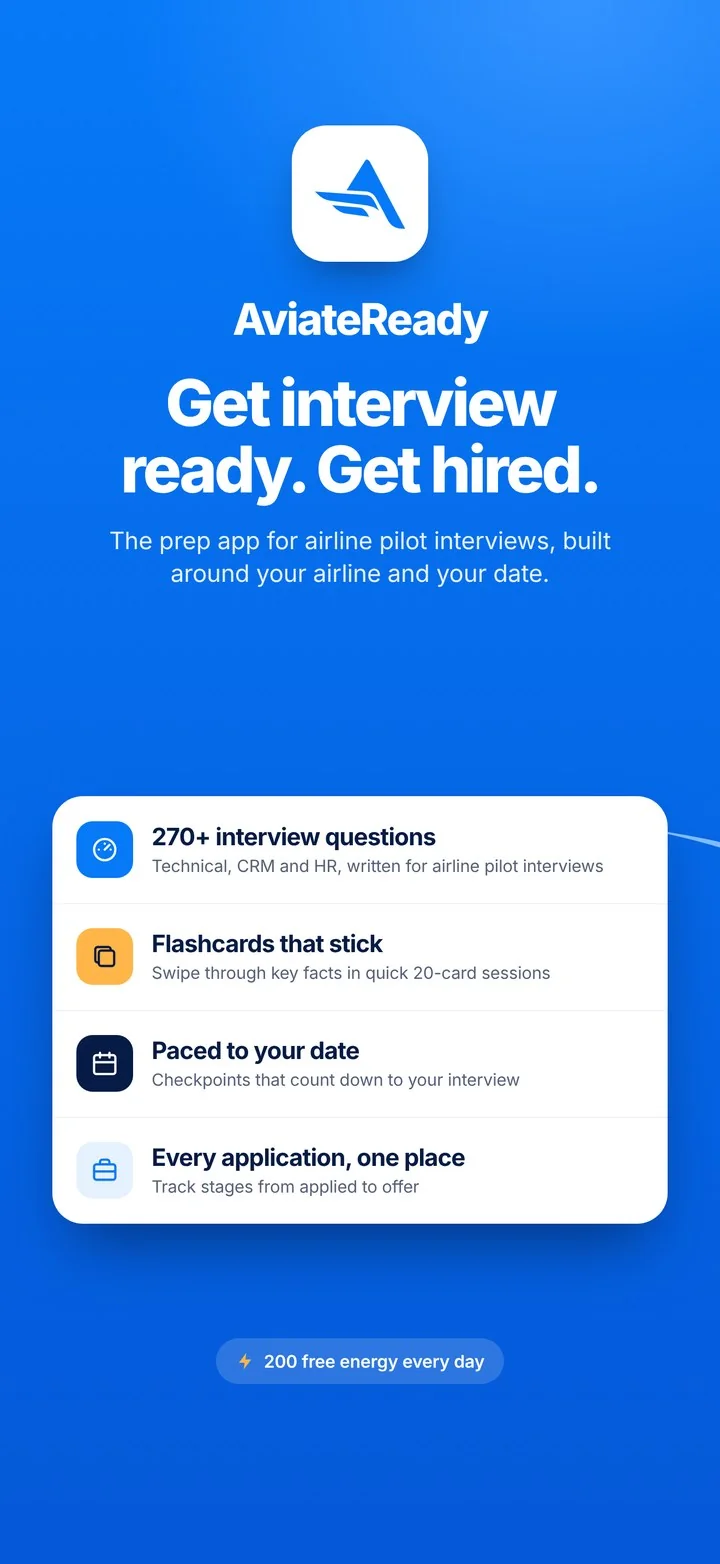 AviateReady
Get interview
ready. Get hired.
The prep app for airline pilot interviews, built
around your airline and your date.
270+ interview questions
Technical, CRM and HR, written for airline pilot interviews
Flashcards that stick
Swipe through key facts in quick 20-card sessions
Paced to your date
Checkpoints that count down to your interview
Every application, one place
Track stages from applied to offer
200 free energy every day